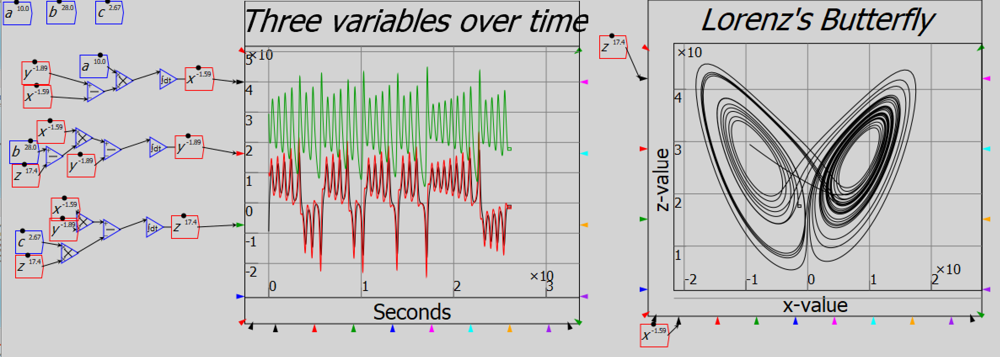 a 10.0
b 28.0
c 2.67
y -1.89
x -1.59
a 10.0
+
−
×
∫dt
x -1.59
x -1.59
b 28.0
z 17.4
+
−
×
y -1.89
+
−
∫dt
y -1.89
x -1.59
y -1.89
×
c 2.67
z 17.4
×
+
−
∫dt
z 17.4
Three variables over time
×10
5
4
3
2
1
0
-1
-2
×10
0 1 2 3
Seconds
z 17.4
Lorenz's Butterfly
×10
4
3
2
1
z-value
×10
-2 -1 0 1 2
x-value
x -1.59